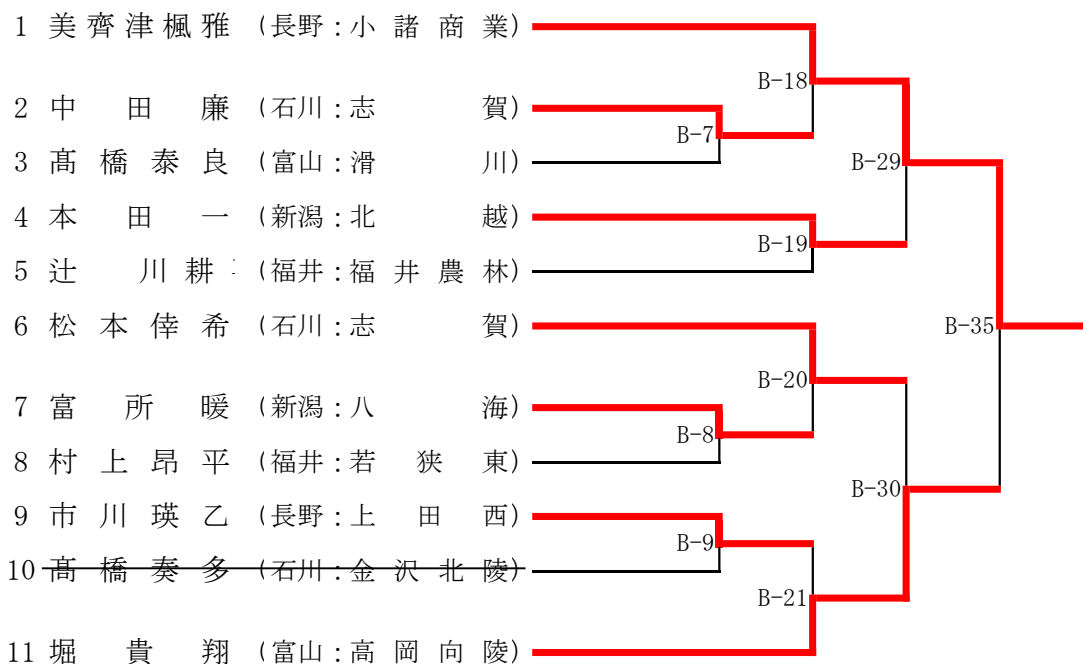 1 美齊津楓雅 (長野:小諸商業)
B-18
2 中田廉 (石川:志賀)
B-7
3 髙橋泰良 (富山:滑川)
B-29
4 本田一 (新潟:北越)
B-19
5 辻川耕 (福井:福井農林)
6 松本倖希 (石川:志賀)
B-35
B-20
7 富所暖 (新潟:八海)
B-8
8 村上昂平 (福井:若狭東)
B-30
9 市川瑛乙 (長野:上田西)
B-9
10 髙橋奏多 (石川:金沢北陵)
B-21
11 堀貴翔 (富山:高岡向陵)